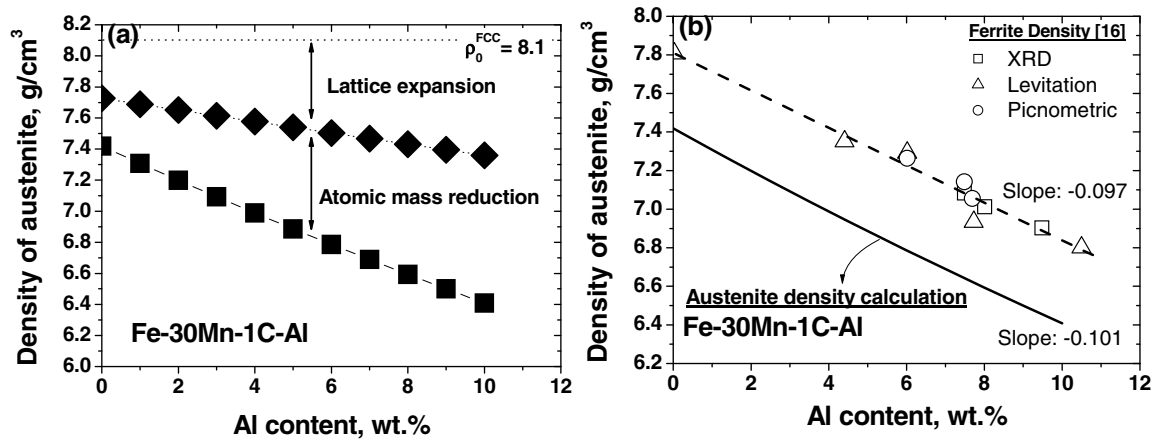 (a)
ρ₀ᶠᶜᶜ = 8.1
Lattice expansion
Atomic mass reduction
Fe-30Mn-1C-Al
Density of austenite, g/cm³
8.2
8.0
7.8
7.6
7.4
7.2
7.0
6.8
6.6
6.4
6.2
6.0
0 2 4 6 8 10 12
Al content, wt.%
(b)
Ferrite Density [16]
XRD
Levitation
Picnometric
Slope: -0.097
Austenite density calculation
Fe-30Mn-1C-Al
Slope: -0.101
Density of austenite, g/cm³
8.0
7.8
7.6
7.4
7.2
7.0
6.8
6.6
6.4
6.2
0 2 4 6 8 10 12
Al content, wt.%